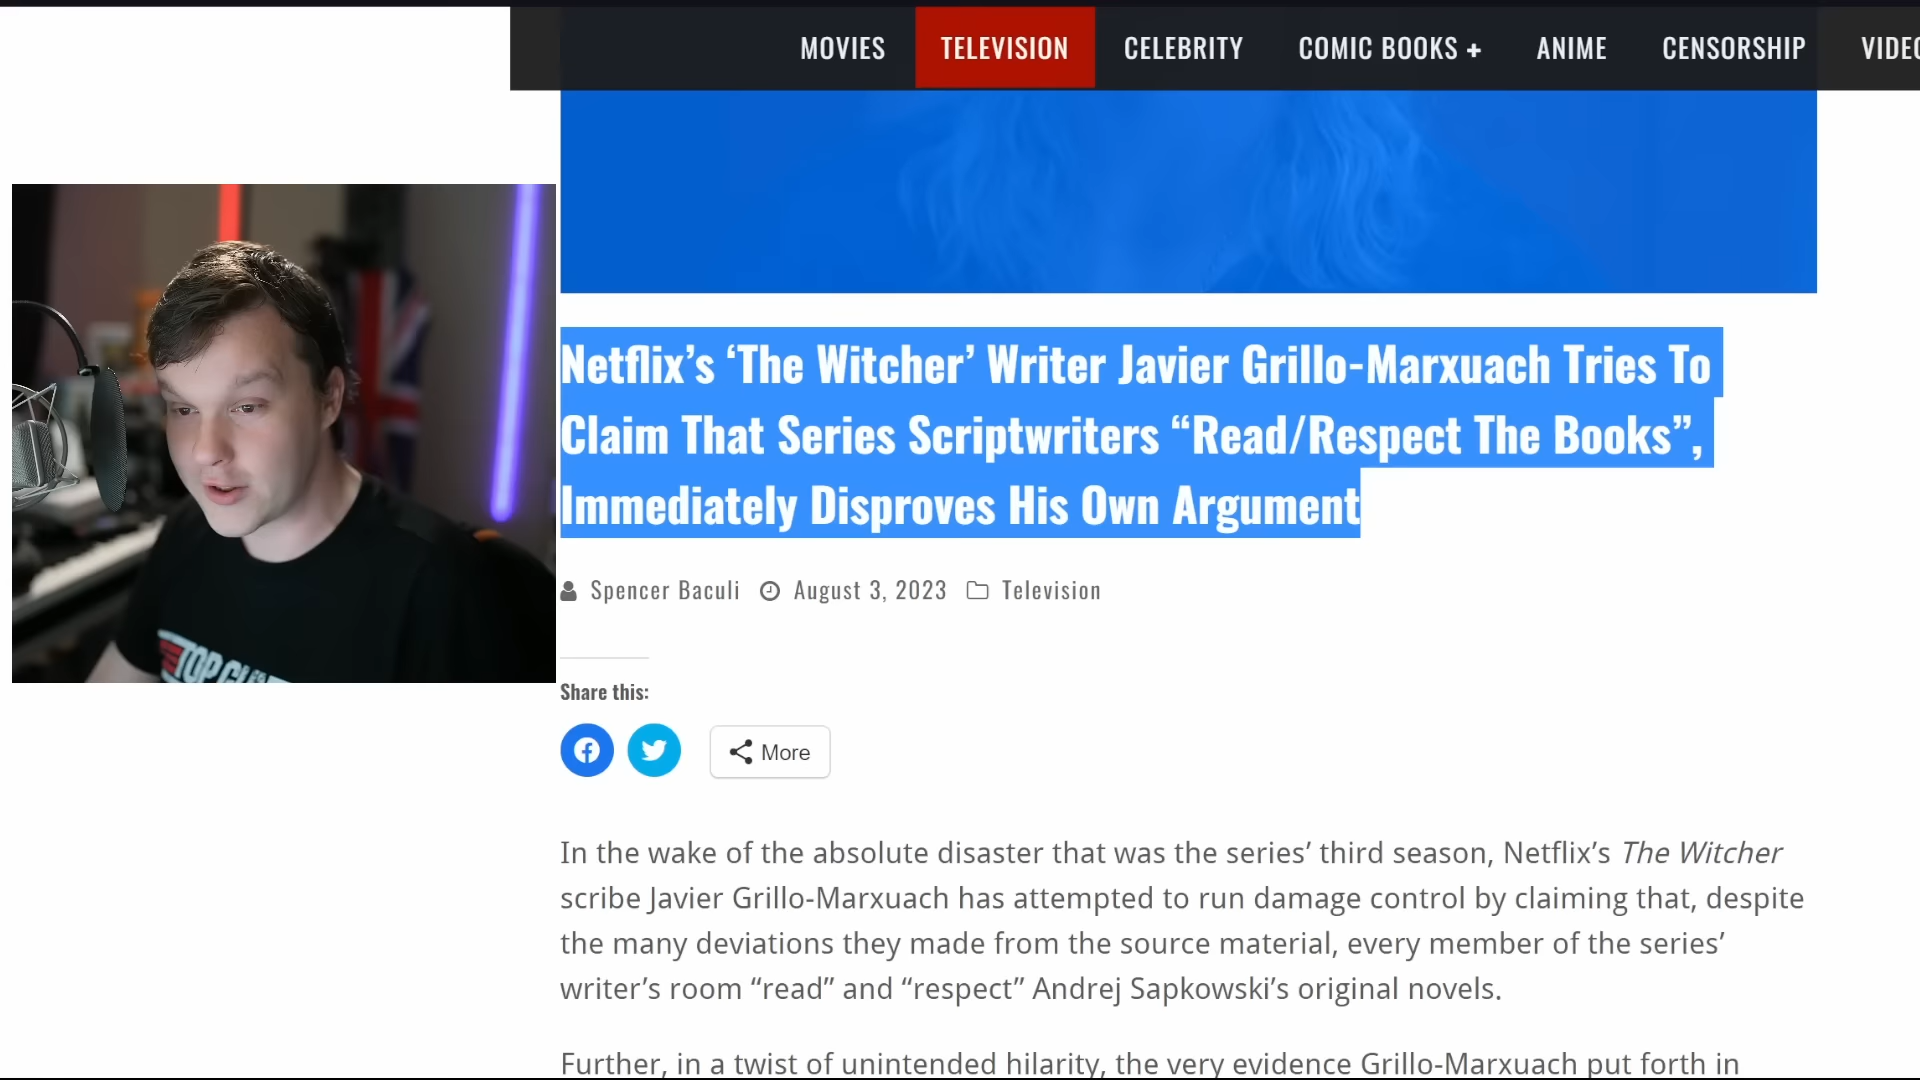 MOVIES TELEVISION CELEBRITY COMIC BOOKS + ANIME CENSORSHIP
Netflix’s ‘The Witcher’ Writer Javier Grillo-Marxuach Tries To
Claim That Series Scriptwriters “Read/Respect The Books”,
Immediately Disproves His Own Argument
Spencer Baculi August 3, 2023 Television
TOP
Share this:
More
In the wake of the absolute disaster that was the series’ third season, Netflix’s The Witcher
scribe Javier Grillo-Marxuach has attempted to run damage control by claiming that, despite
the many deviations they made from the source material, every member of the series’
writer’s room “read” and “respect” Andrej Sapkowski’s original novels.
Further, in a twist of unintended hilarity, the very evidence Grillo-Marxuach put forth in